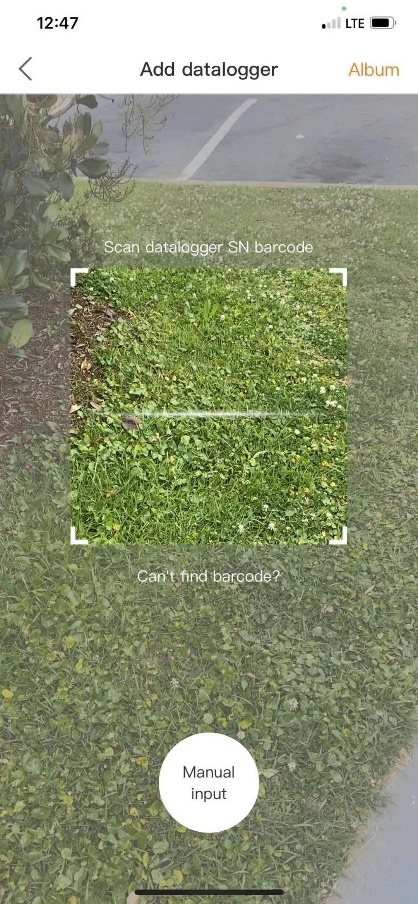 12:47
LTE
Add datalogger
Album
Scan datalogger SN barcode
Can't find barcode?
Manual
input